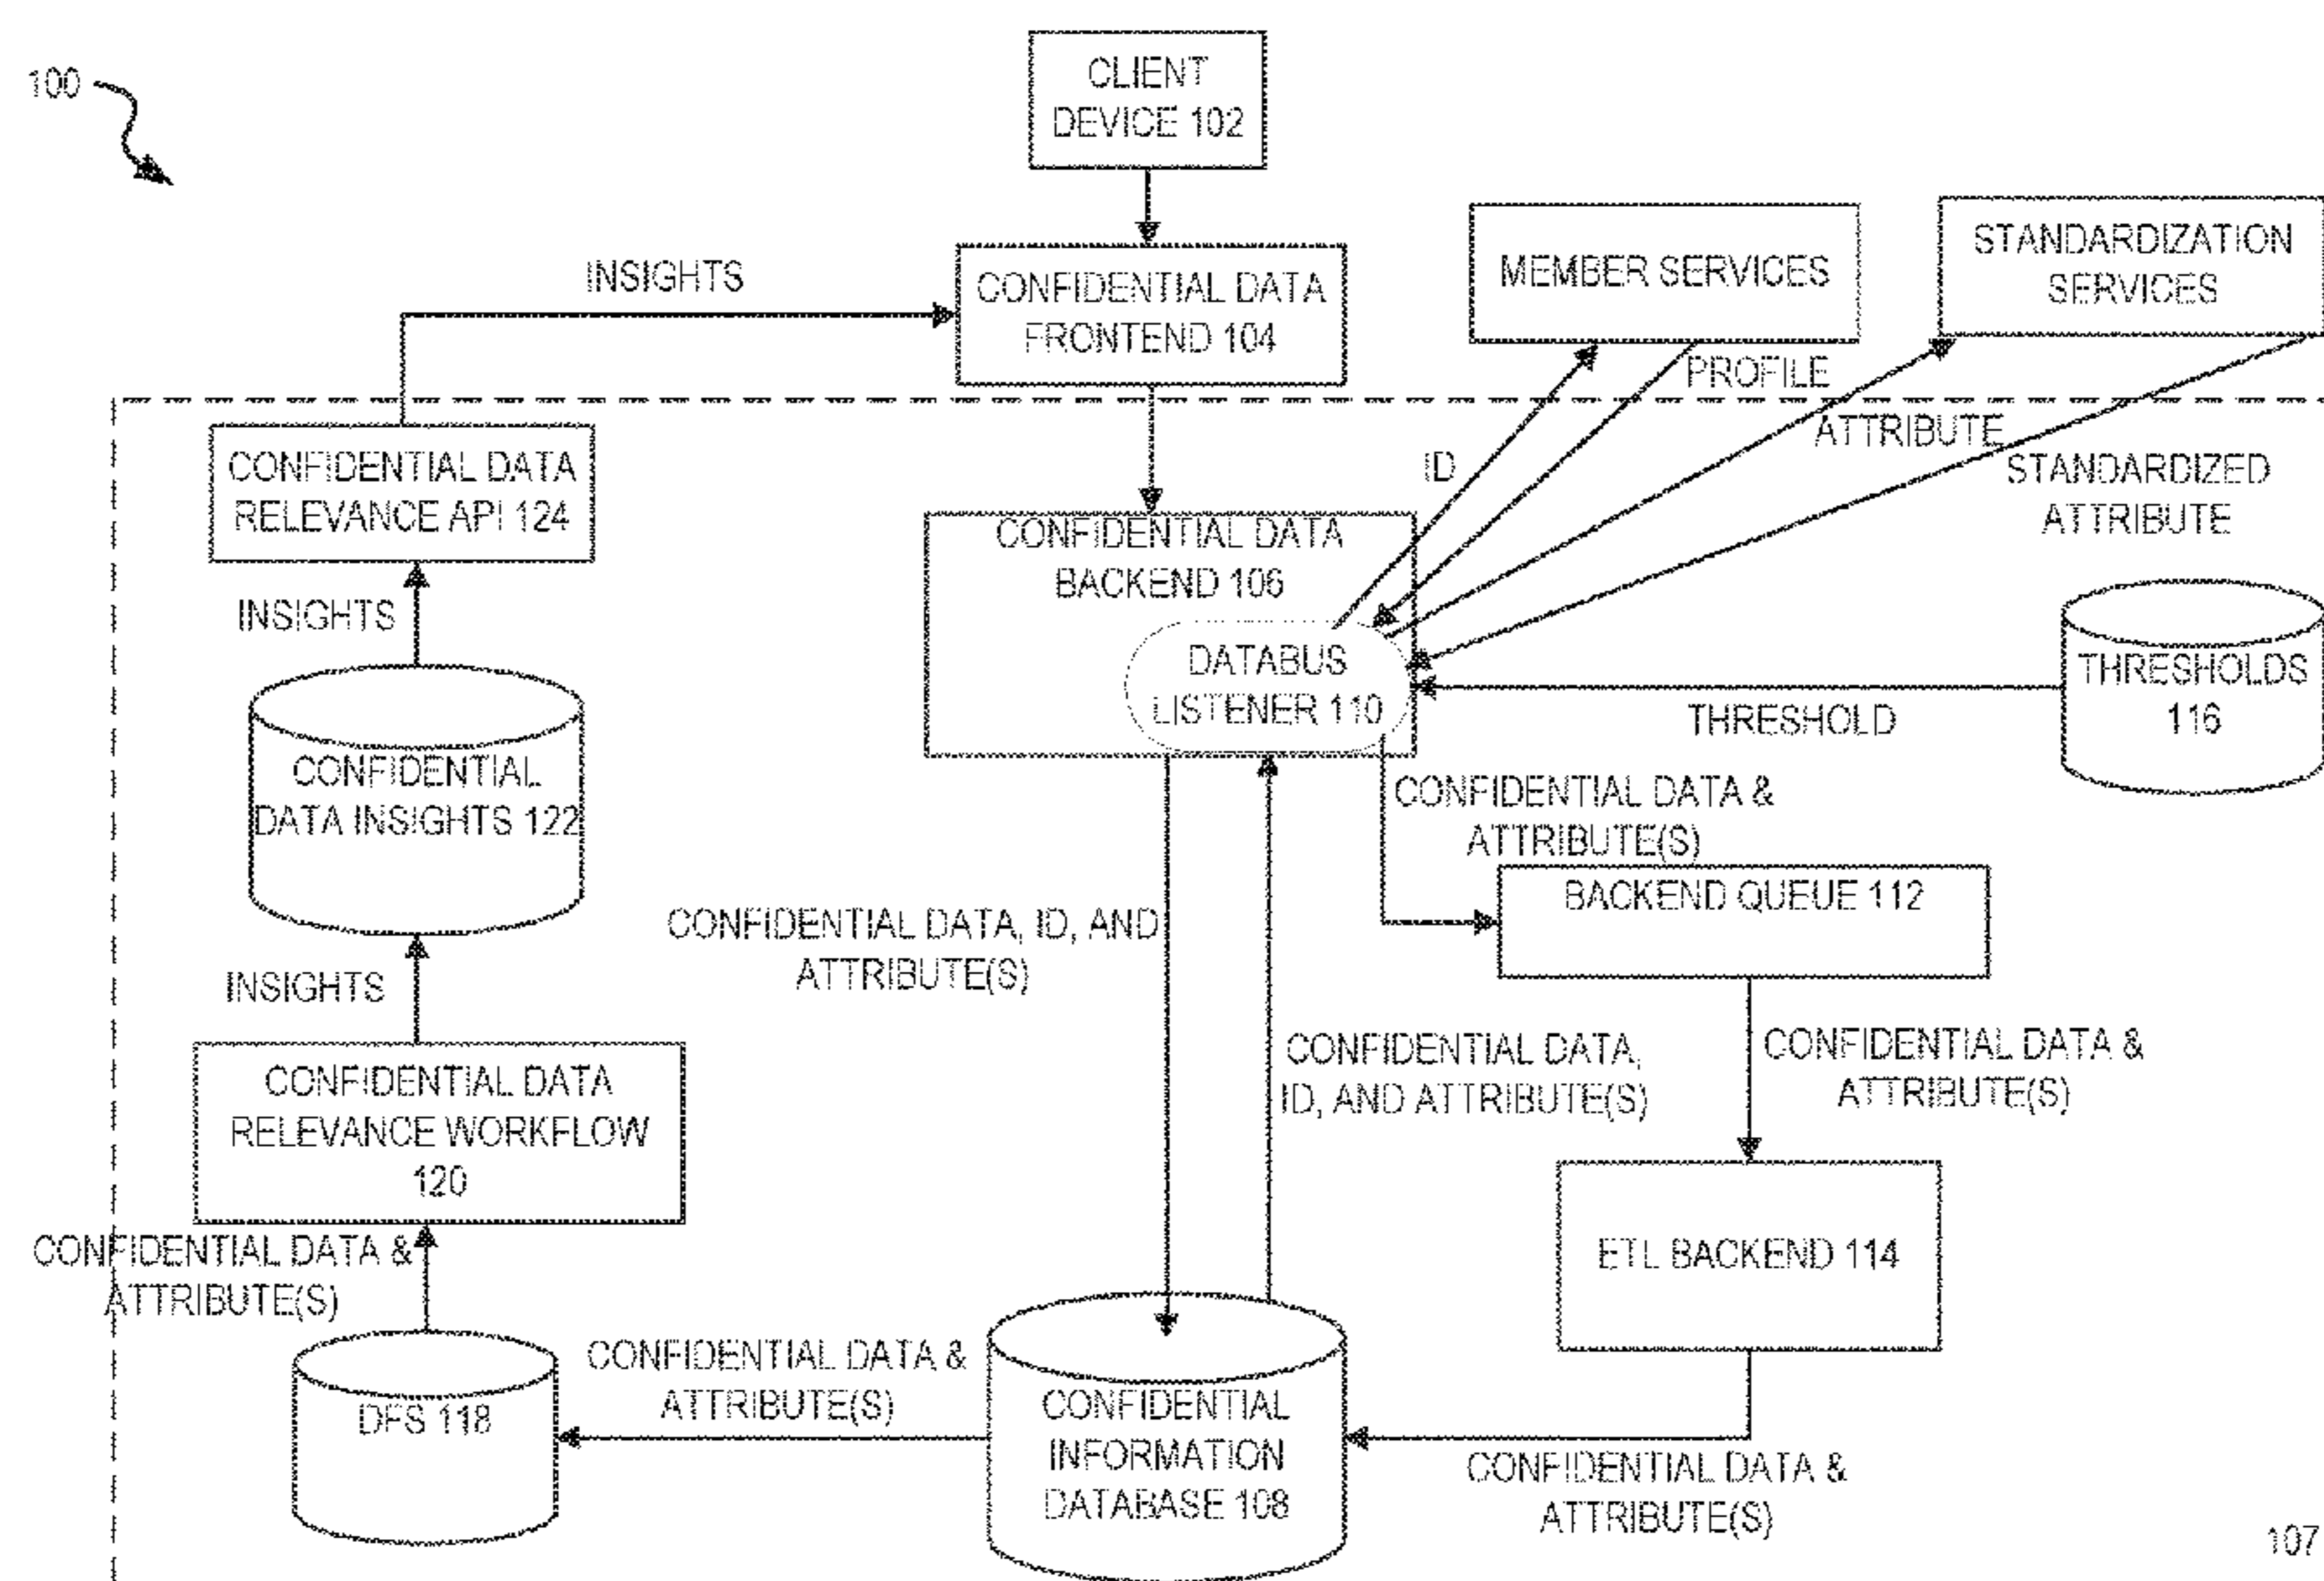 100
CLIENT
DEVICE 102
INSIGHTS
CONFIDENTIAL DATA
FRONTEND 104
MEMBER SERVICES
STANDARDIZATION
SERVICES
PROFILE
ATTRIBUTE
ID
STANDARDIZED
ATTRIBUTE
CONFIDENTIAL DATA
RELEVANCE API 124
CONFIDENTIAL DATA
BACKEND 106
DATABUS
LISTENER 110
THRESHOLD
THRESHOLDS
116
INSIGHTS
CONFIDENTIAL
DATA INSIGHTS 122
CONFIDENTIAL DATA &
ATTRIBUTE(S)
BACKEND QUEUE 112
CONFIDENTIAL DATA, ID, AND
ATTRIBUTE(S)
INSIGHTS
CONFIDENTIAL DATA,
ID, AND ATTRIBUTE(S)
CONFIDENTIAL DATA &
ATTRIBUTE(S)
CONFIDENTIAL DATA
RELEVANCE WORKFLOW
120
ETL BACKEND 114
CONFIDENTIAL DATA &
ATTRIBUTE(S)
DFS 118
CONFIDENTIAL DATA &
ATTRIBUTE(S)
CONFIDENTIAL
INFORMATION
DATABASE 108
CONFIDENTIAL DATA &
ATTRIBUTE(S)
107